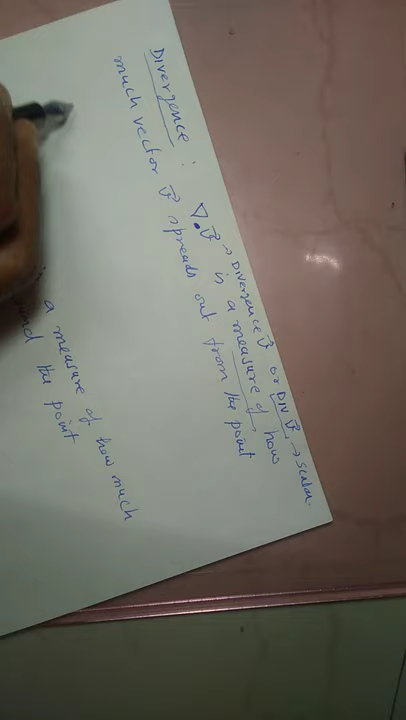 Divergence : ∇⃗.v⃗ → Divergence v⃗ or DIV v⃗ → scalar.
is a measure of how
much vector v⃗ spreads out from the point
a measure of how much
the point